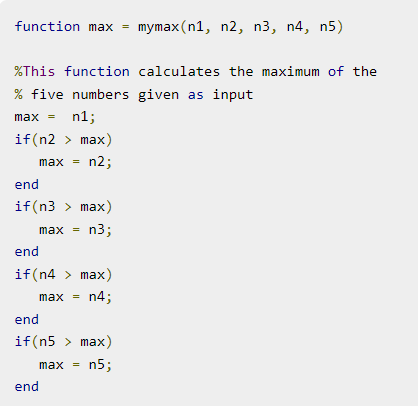 function max = mymax(n1, n2, n3, n4, n5)
%This function calculates the maximum of the
% five numbers given as input
max =  n1;
if(n2 > max)
   max = n2;
end
if(n3 > max)
   max = n3;
end
if(n4 > max)
   max = n4;
end
if(n5 > max)
   max = n5;
end